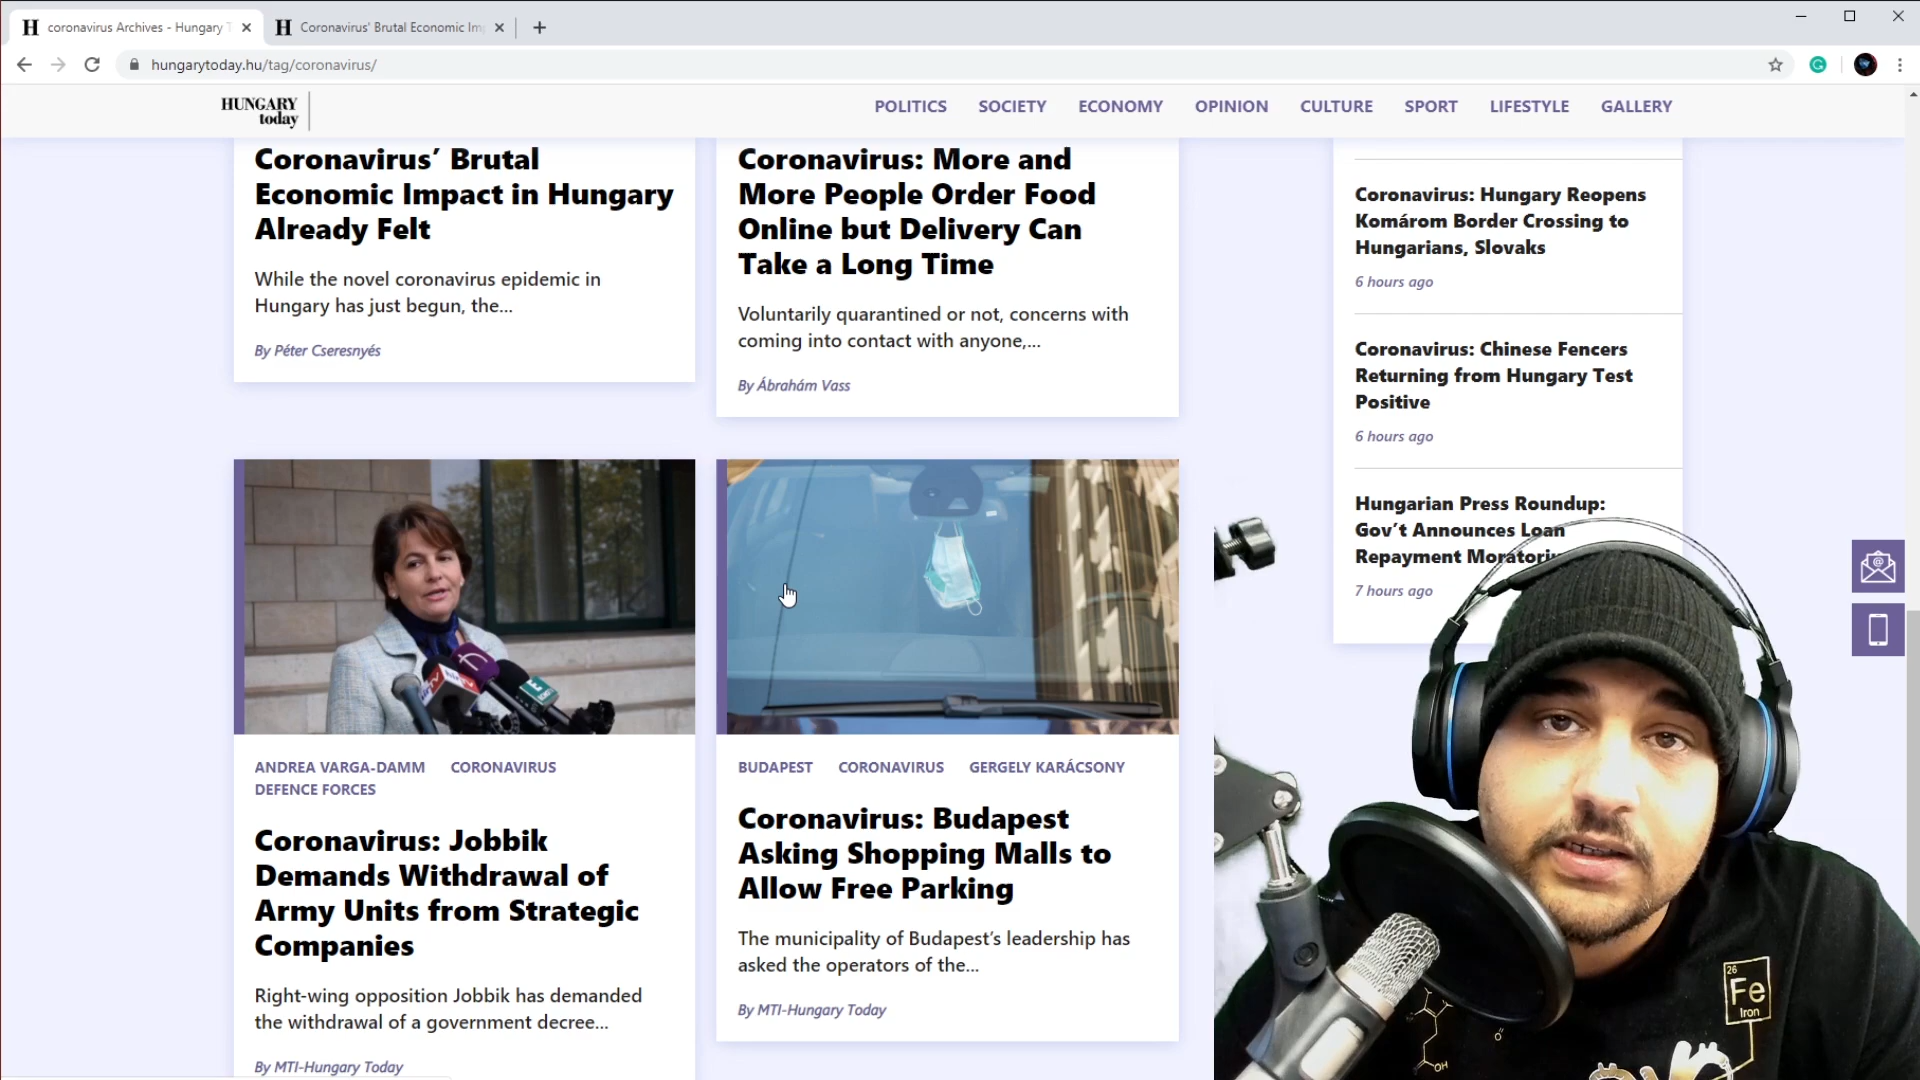 coronavirus Archives - Hungary T
Coronavirus' Brutal Economic Im
hungarytoday.hu/tag/coronavirus/
HUNGARY
today
POLITICS SOCIETY ECONOMY OPINION CULTURE SPORT LIFESTYLE GALLERY
Coronavirus’ Brutal
Economic Impact in Hungary
Already Felt
While the novel coronavirus epidemic in
Hungary has just begun, the...
By Péter Cseresnyés
Coronavirus: More and
More People Order Food
Online but Delivery Can
Take a Long Time
Voluntarily quarantined or not, concerns with
coming into contact with anyone,...
By Ábrahám Vass
Coronavirus: Hungary Reopens
Komárom Border Crossing to
Hungarians, Slovaks
6 hours ago
Coronavirus: Chinese Fencers
Returning from Hungary Test
Positive
6 hours ago
Hungarian Press Roundup:
Gov’t Announces Loan
Repayment
7 hours ago
ANDREA VARGA-DAMM CORONAVIRUS
DEFENCE FORCES
Coronavirus: Jobbik
Demands Withdrawal of
Army Units from Strategic
Companies
Right-wing opposition Jobbik has demanded
the withdrawal of a government decree...
By MTI-Hungary Today
BUDAPEST CORONAVIRUS GERGELY KARÁCSONY
Coronavirus: Budapest
Asking Shopping Malls to
Allow Free Parking
The municipality of Budapest’s leadership has
asked the operators of the...
By MTI-Hungary Today
26
Fe
Iron
OH